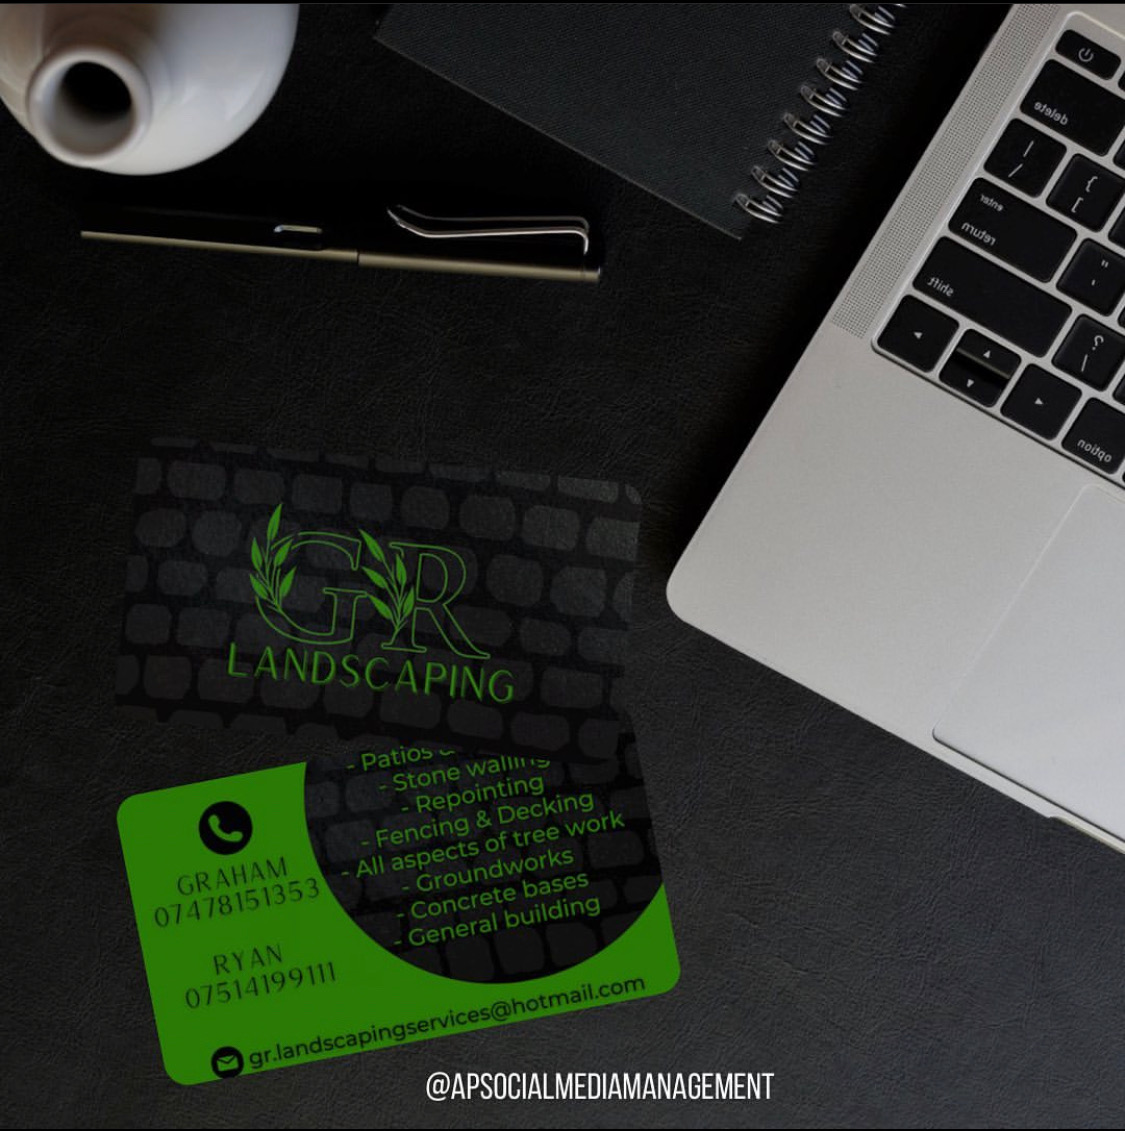 delete
enter
return
shift
option
GR
LANDSCAPING
- Patios
- Stone walling
- Repointing
- Fencing & Decking
- All aspects of tree work
- Groundworks
- Concrete bases
- General building
GRAHAM
07478151353
RYAN
07514199111
gr.landscapingservices@hotmail.com
@APSOCIALMEDIAMANAGEMENT